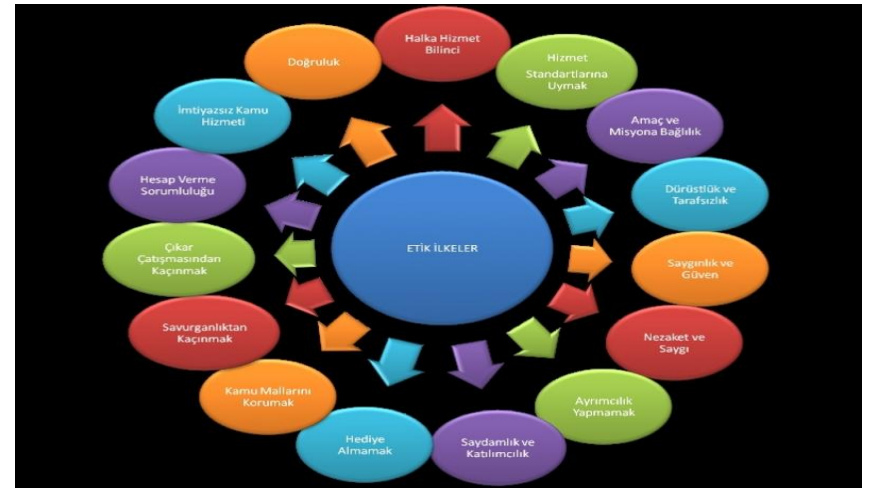 Halka Hizmet
Bilinci
Hizmet
Standartlarına
Uymak
Amaç ve
Misyona Bağlılık
Dürüstlük ve
Tarafsızlık
Saygınlık ve
Güven
Nezaket ve
Saygı
Ayrımcılık
Yapmamak
Saydamlık ve
Katılımcılık
Hediye
Almamak
Kamu Mallarını
Korumak
Savurganlıktan
Kaçınmak
Çıkar
Çatışmasından
Kaçınmak
Hesap Verme
Sorumluluğu
İmtiyazsız Kamu
Hizmeti
Doğruluk
ETİK İLKELER